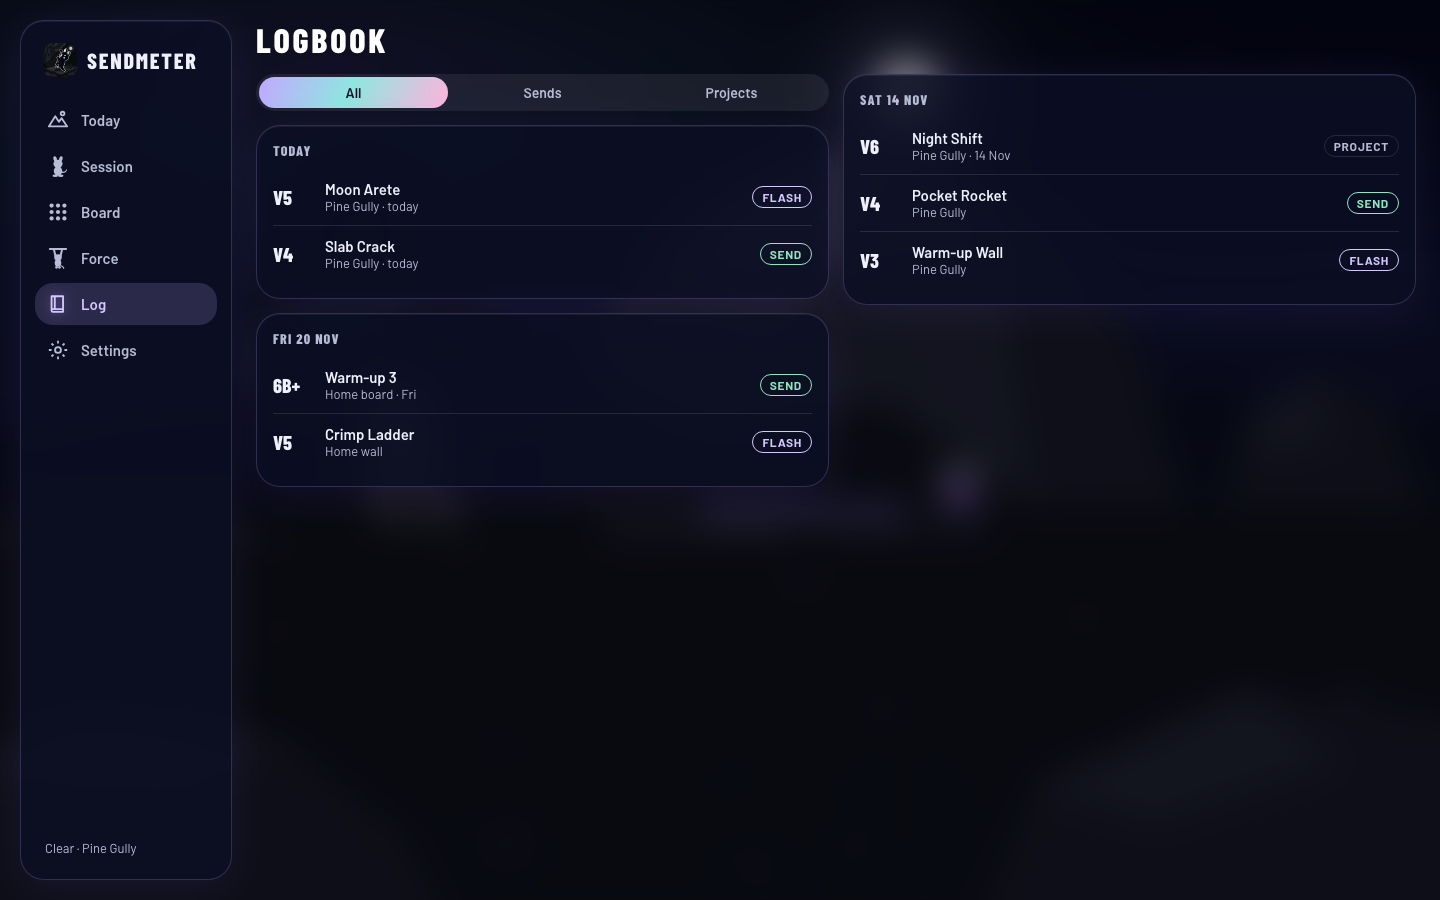 SENDMETER
Today
Session
Board
Force
Log
Settings
Clear · Pine Gully
LOGBOOK
All
Sends
Projects
TODAY
V5
Moon Arete
Pine Gully · today
FLASH
V4
Slab Crack
Pine Gully · today
SEND
FRI 20 NOV
6B+
Warm-up 3
Home board · Fri
SEND
V5
Crimp Ladder
Home wall
FLASH
SAT 14 NOV
V6
Night Shift
Pine Gully · 14 Nov
PROJECT
V4
Pocket Rocket
Pine Gully
SEND
V3
Warm-up Wall
Pine Gully
FLASH